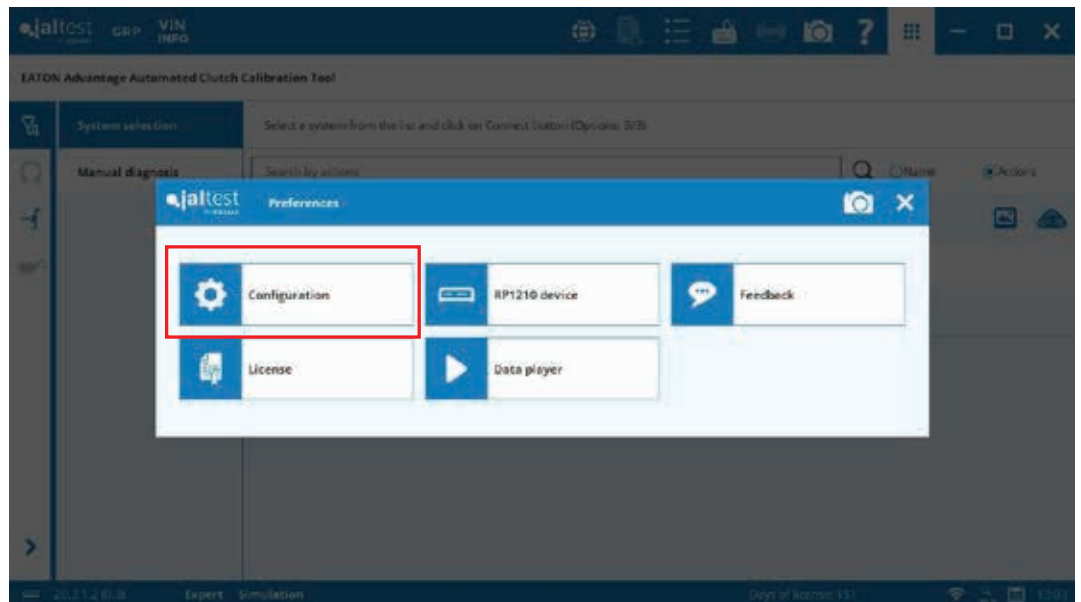 jaltest GRP VIN INFO
EATON Advantage Automated Clutch Calibration Tool
System selection
Select a system from the list and click on Connect button (Options: 3/3)
Manual diagnosis
Search by actions
Name
Actions
jaltest Preferences
Configuration
RP1210 device
Feedback
License
Data player
Expert Simulation
Days of license: 151